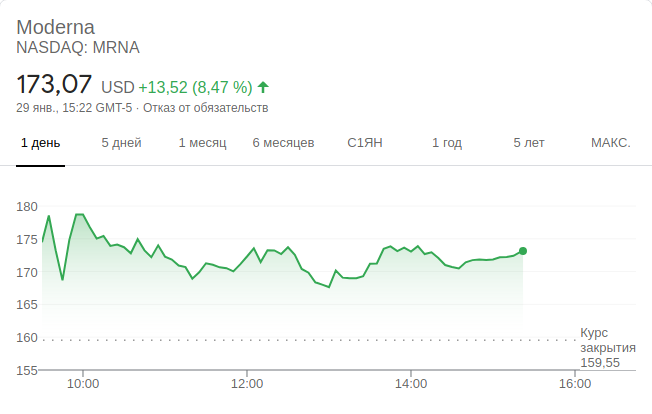 Moderna
NASDAQ: MRNA
173,07 USD +13,52 (8,47 %)
29 янв., 15:22 GMT-5 · Отказ от обязательств
1 день 5 дней 1 месяц 6 месяцев С1ЯН 1 год 5 лет МАКС.
180
175
170
165
160
155
Курс
закрытия
159,55
10:00 12:00 14:00 16:00